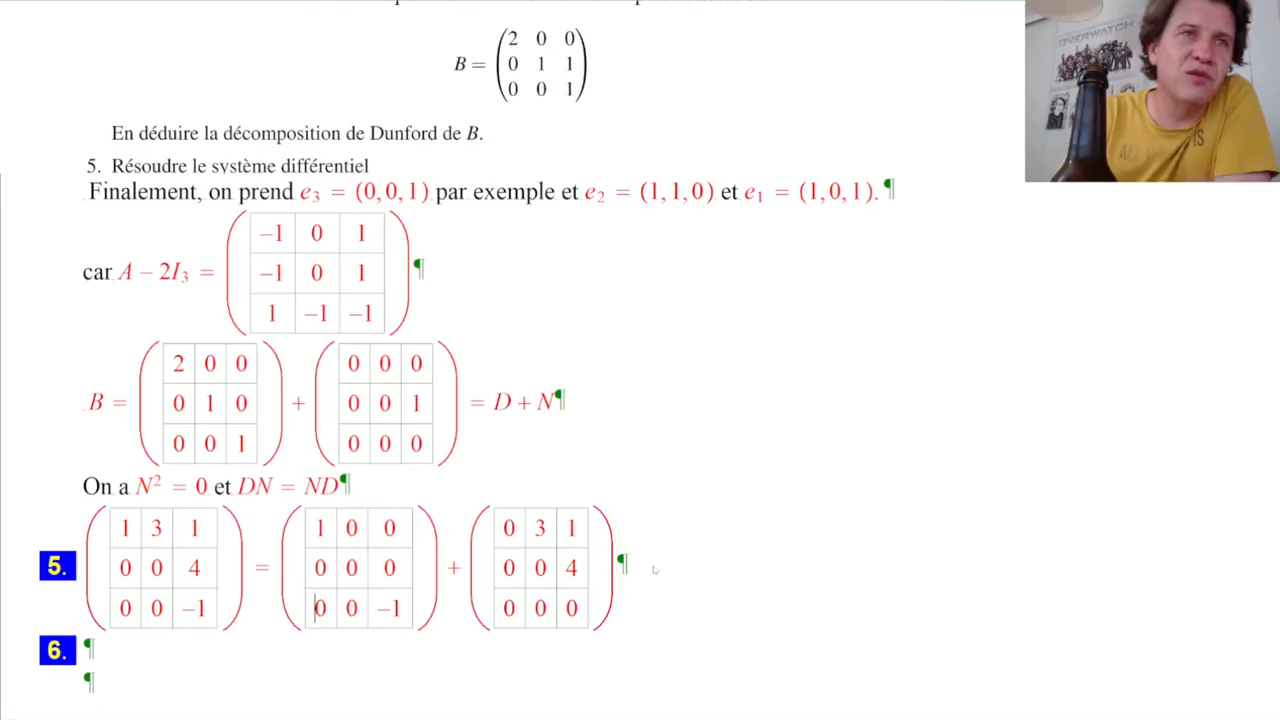 B = (2 0 0
0 1 1
0 0 1)
En déduire la décomposition de Dunford de B.
5. Résoudre le système différentiel
Finalement, on prend e₃ = (0, 0, 1) par exemple et e₂ = (1, 1, 0) et e₁ = (1, 0, 1).¶
car A − 2I₃ = (−1 0 1
−1 0 1
1 −1 −1)¶
B = (2 0 0
0 1 0
0 0 1) + (0 0 0
0 0 1
0 0 0) = D + N¶
On a N² = 0 et DN = ND¶
5. (1 3 1
0 0 4
0 0 −1) = (1 0 0
0 0 0
0 0 −1) + (0 3 1
0 0 4
0 0 0)¶
6. ¶
¶
OVERWATCH